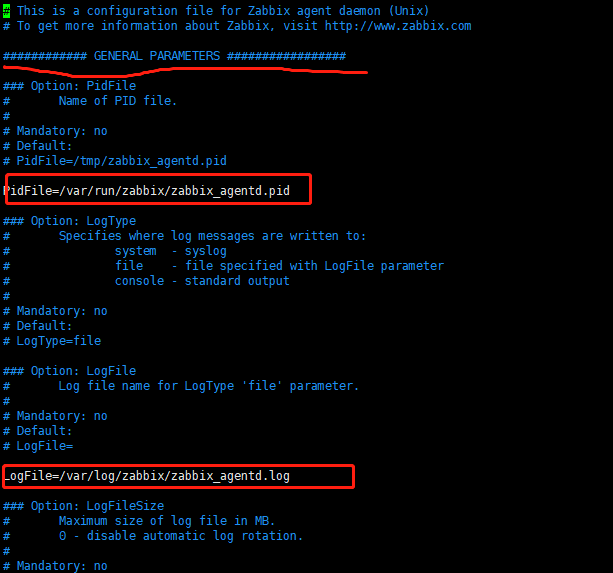 # This is a configuration file for Zabbix agent daemon (Unix)
# To get more information about Zabbix, visit http://www.zabbix.com
############ GENERAL PARAMETERS #################
### Option: PidFile
#       Name of PID file.
#
# Mandatory: no
# Default:
# PidFile=/tmp/zabbix_agentd.pid
PidFile=/var/run/zabbix/zabbix_agentd.pid
### Option: LogType
#       Specifies where log messages are written to:
#               system  - syslog
#               file    - file specified with LogFile parameter
#               console - standard output
#
# Mandatory: no
# Default:
# LogType=file
### Option: LogFile
#       Log file name for LogType 'file' parameter.
#
# Mandatory: no
# Default:
# LogFile=
LogFile=/var/log/zabbix/zabbix_agentd.log
### Option: LogFileSize
#       Maximum size of log file in MB.
#       0 - disable automatic log rotation.
#
# Mandatory: no